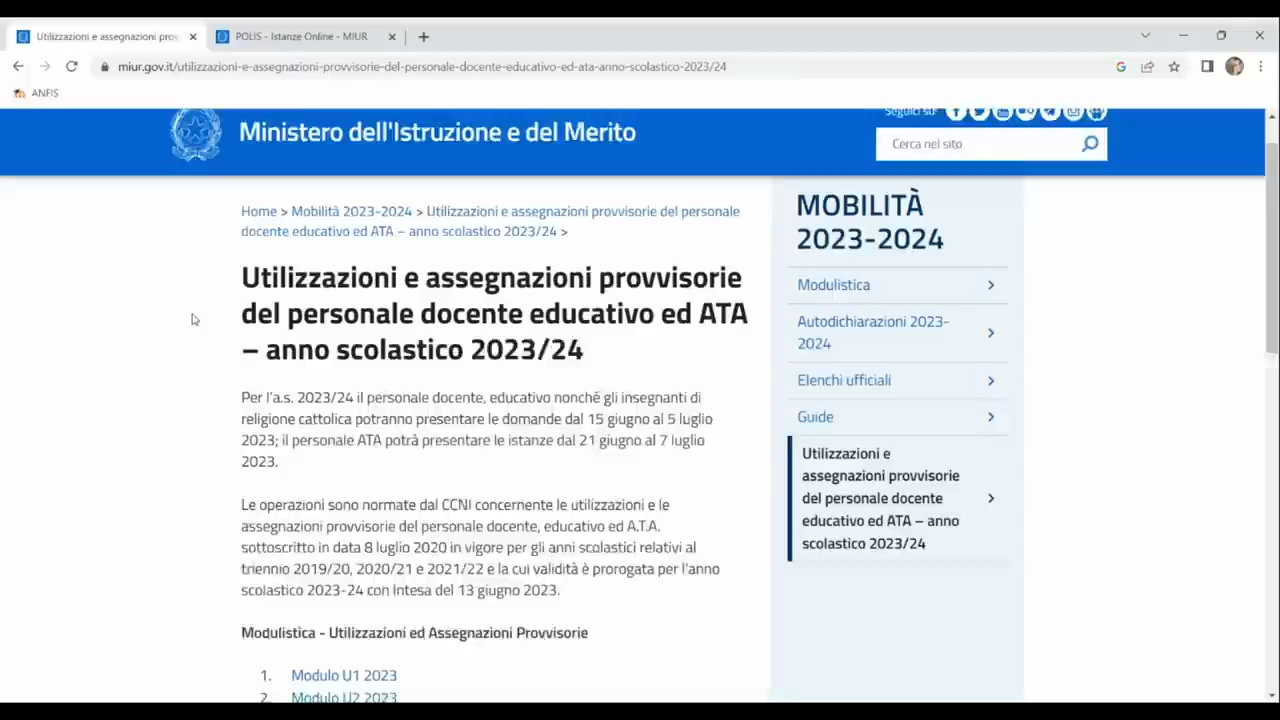 Utilizzazioni e assegnazioni prov
POLIS - Istanze Online - MIUR
miur.gov.it/utilizzazioni-e-assegnazioni-provvisorie-del-personale-docente-educativo-ed-ata-anno-scolastico-2023/24
ANFIS
Seguici su:
Ministero dell'Istruzione e del Merito
Cerca nel sito
Home > Mobilità 2023-2024 > Utilizzazioni e assegnazioni provvisorie del personale
docente educativo ed ATA – anno scolastico 2023/24 >
Utilizzazioni e assegnazioni provvisorie
del personale docente educativo ed ATA
– anno scolastico 2023/24
Per l'a.s. 2023/24 il personale docente, educativo nonché gli insegnanti di
religione cattolica potranno presentare le domande dal 15 giugno al 5 luglio
2023; il personale ATA potrà presentare le istanze dal 21 giugno al 7 luglio
2023.
Le operazioni sono normate dal CCNI concernente le utilizzazioni e le
assegnazioni provvisorie del personale docente, educativo ed A.T.A.
sottoscritto in data 8 luglio 2020 in vigore per gli anni scolastici relativi al
triennio 2019/20, 2020/21 e 2021/22 e la cui validità è prorogata per l'anno
scolastico 2023-24 con Intesa del 13 giugno 2023.
Modulistica - Utilizzazioni ed Assegnazioni Provvisorie
1. Modulo U1 2023
2. Modulo U2 2023
MOBILITÀ
2023-2024
Modulistica
Autodichiarazioni 2023-
2024
Elenchi ufficiali
Guide
Utilizzazioni e
assegnazioni provvisorie
del personale docente
educativo ed ATA – anno
scolastico 2023/24